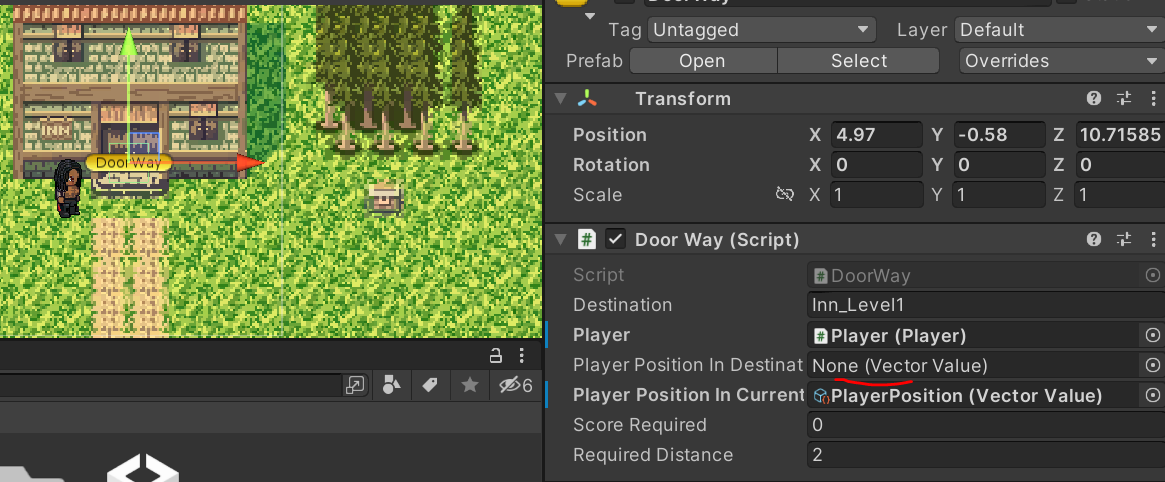 DoorWay
Tag Untagged Layer Default
Prefab Open Select Overrides
Transform
Position X 4.97 Y -0.58 Z 10.71585
Rotation X 0 Y 0 Z 0
Scale X 1 Y 1 Z 1
INN
DoorWay
# Door Way (Script)
Script # DoorWay
Destination Inn_Level1
Player # Player (Player)
Player Position In Destinat None (Vector Value)
6
Player Position In Current PlayerPosition (Vector Value)
Score Required 0
Required Distance 2